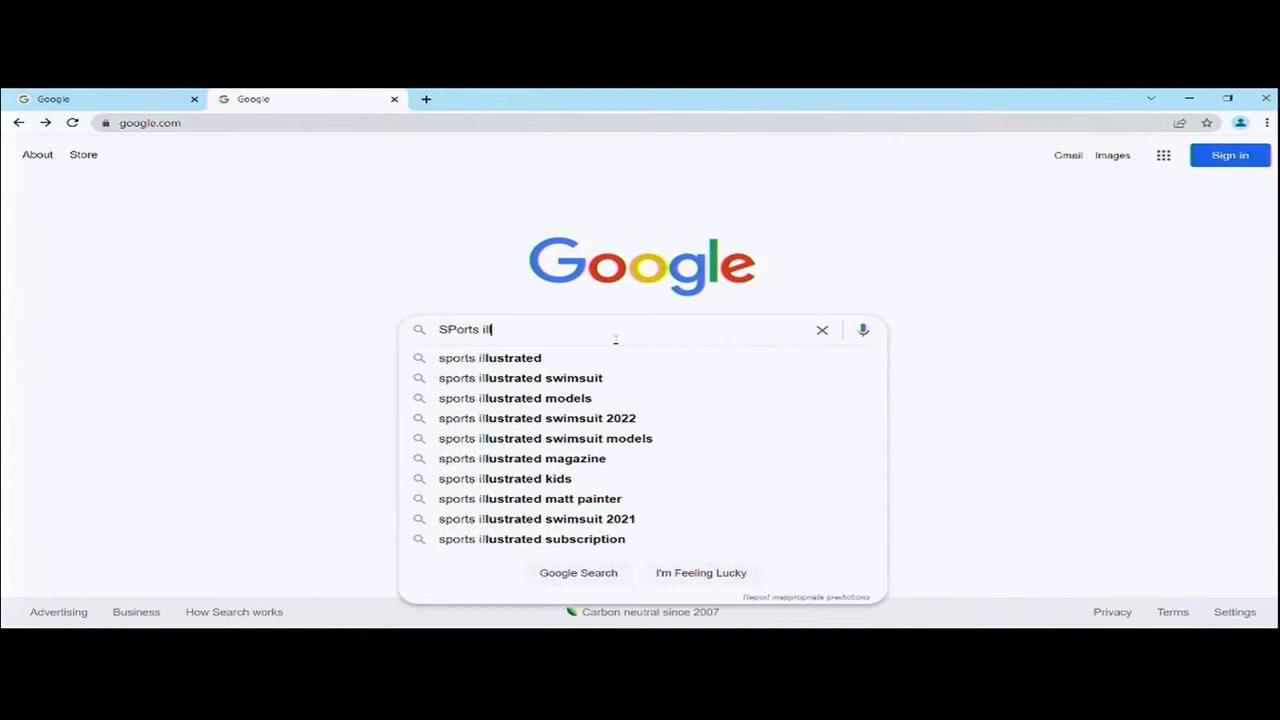 Google
Google
google.com
About
Store
Gmail
Images
Sign in
Google
SPorts ill
sports illustrated
sports illustrated swimsuit
sports illustrated models
sports illustrated swimsuit 2022
sports illustrated swimsuit models
sports illustrated magazine
sports illustrated kids
sports illustrated matt painter
sports illustrated swimsuit 2021
sports illustrated subscription
Google Search
I'm Feeling Lucky
Report inappropriate predictions
Advertising
Business
How Search works
Carbon neutral since 2007
Privacy
Terms
Settings